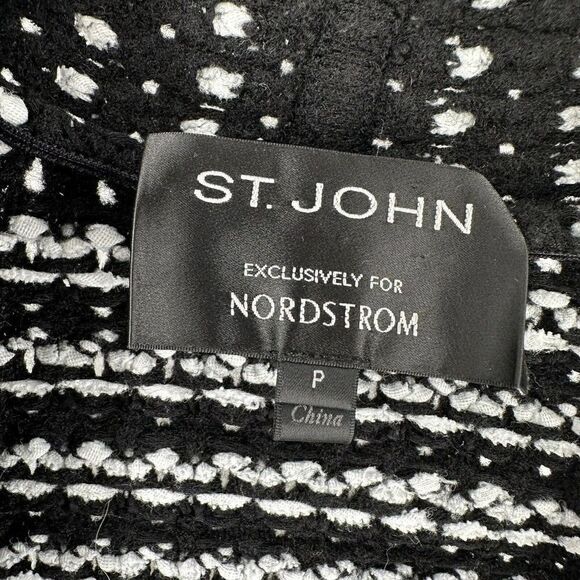 ST. JOHN
EXCLUSIVELY FOR
NORDSTROM
P
China